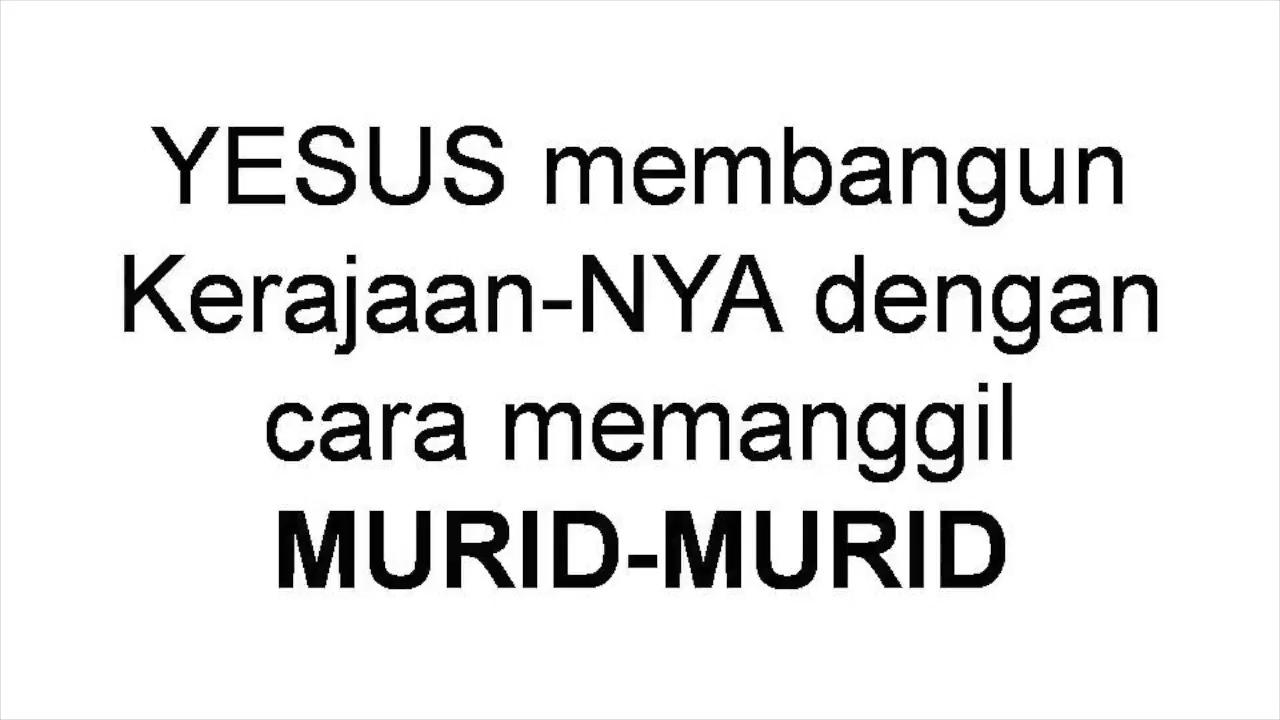 YESUS membangun
Kerajaan-NYA dengan
cara memanggil
MURID-MURID